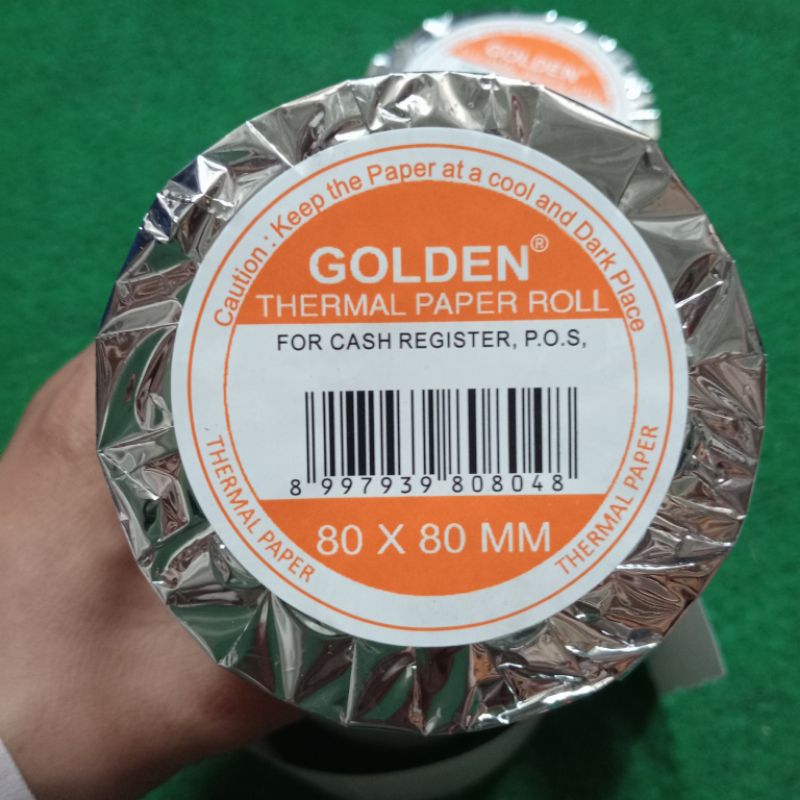 Caution : Keep the Paper at a cool and Dark Place
GOLDEN®
THERMAL PAPER ROLL
FOR CASH REGISTER, P.O.S,
8 997939 808048
80 X 80 MM
THERMAL PAPER
THERMAL PAPER
GOLDEN